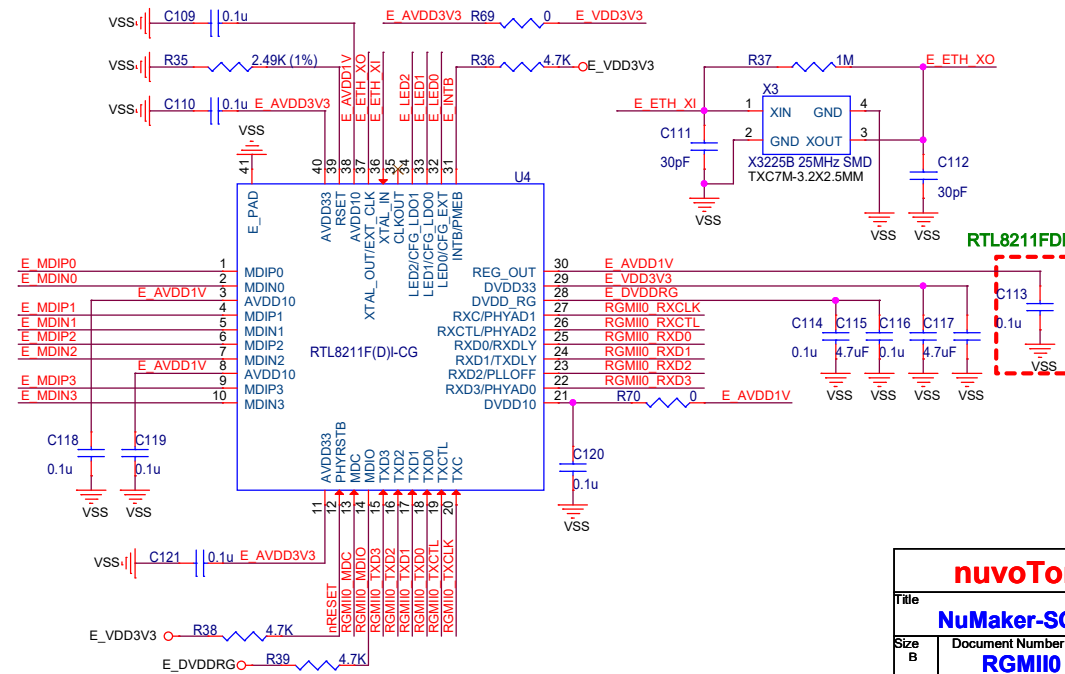 VSS C109 0.1u E_AVDD3V3 R69 0 E_VDD3V3
VSS R35 2.49K (1%) R36 4.7K E_VDD3V3
VSS C110 0.1u E_AVDD3V3
E_AVDD1V
E_ETH_XO
E_ETH_XI
E_LED2
E_LED1
E_LED0
E_INTB
R37 1M E_ETH_XO
E_ETH_XI
X3
1 XIN GND 4
2 GND XOUT 3
X3225B 25MHz SMD
TXC7M-3.2X2.5MM
C111
30pF
C112
30pF
VSS
VSS
VSS
VSS
41
40
39
38
37
36
35
34
33
32
31
U4
E_PAD
AVDD33
RSET
AVDD10
XTAL_OUT/EXT_CLK
XTAL_IN
CLKOUT
LED2/CFG_LDO1
LED1/CFG_LDO0
LED0/CFG_EXT
INTB/PMEB
RTL8211FD
E_MDIP0 1 MDIP0
E_MDIN0 2 MDIN0
E_AVDD1V 3 AVDD10
E_MDIP1 4 MDIP1
E_MDIN1 5 MDIN1
E_MDIP2 6 MDIP2
E_MDIN2 7 MDIN2
E_AVDD1V 8 AVDD10
E_MDIP3 9 MDIP3
E_MDIN3 10 MDIN3
RTL8211F(D)I-CG
REG_OUT 30 E_AVDD1V
DVDD33 29 E_VDD3V3
DVDD_RG 28 E_DVDDRG
RXC/PHYAD1 27 RGMII0_RXCLK
RXCTL/PHYAD2 26 RGMII0_RXCTL
RXD0/RXDLY 25 RGMII0_RXD0
RXD1/TXDLY 24 RGMII0_RXD1
RXD2/PLLOFF 23 RGMII0_RXD2
RXD3/PHYAD0 22 RGMII0_RXD3
DVDD10 21 R70 0 E_AVDD1V
C113
0.1u
VSS
C114 C115 C116 C117
0.1u 4.7uF 0.1u 4.7uF
VSS VSS VSS VSS
C118 C119
0.1u 0.1u
VSS VSS
C120
0.1u
VSS
AVDD33
PHYRSTB
MDC
MDIO
TXD3
TXD2
TXD1
TXD0
TXCTL
TXC
11
12
13
14
15
16
17
18
19
20
VSS C121 0.1u E_AVDD3V3
nRESET
RGMII0_MDC
RGMII0_MDIO
RGMII0_TXD3
RGMII0_TXD2
RGMII0_TXD1
RGMII0_TXD0
RGMII0_TXCTL
RGMII0_TXCLK
E_VDD3V3 R38 4.7K
E_DVDDRG R39 4.7K
nuvoTo
Title
NuMaker-S
Size
B
Document Number
RGMII0